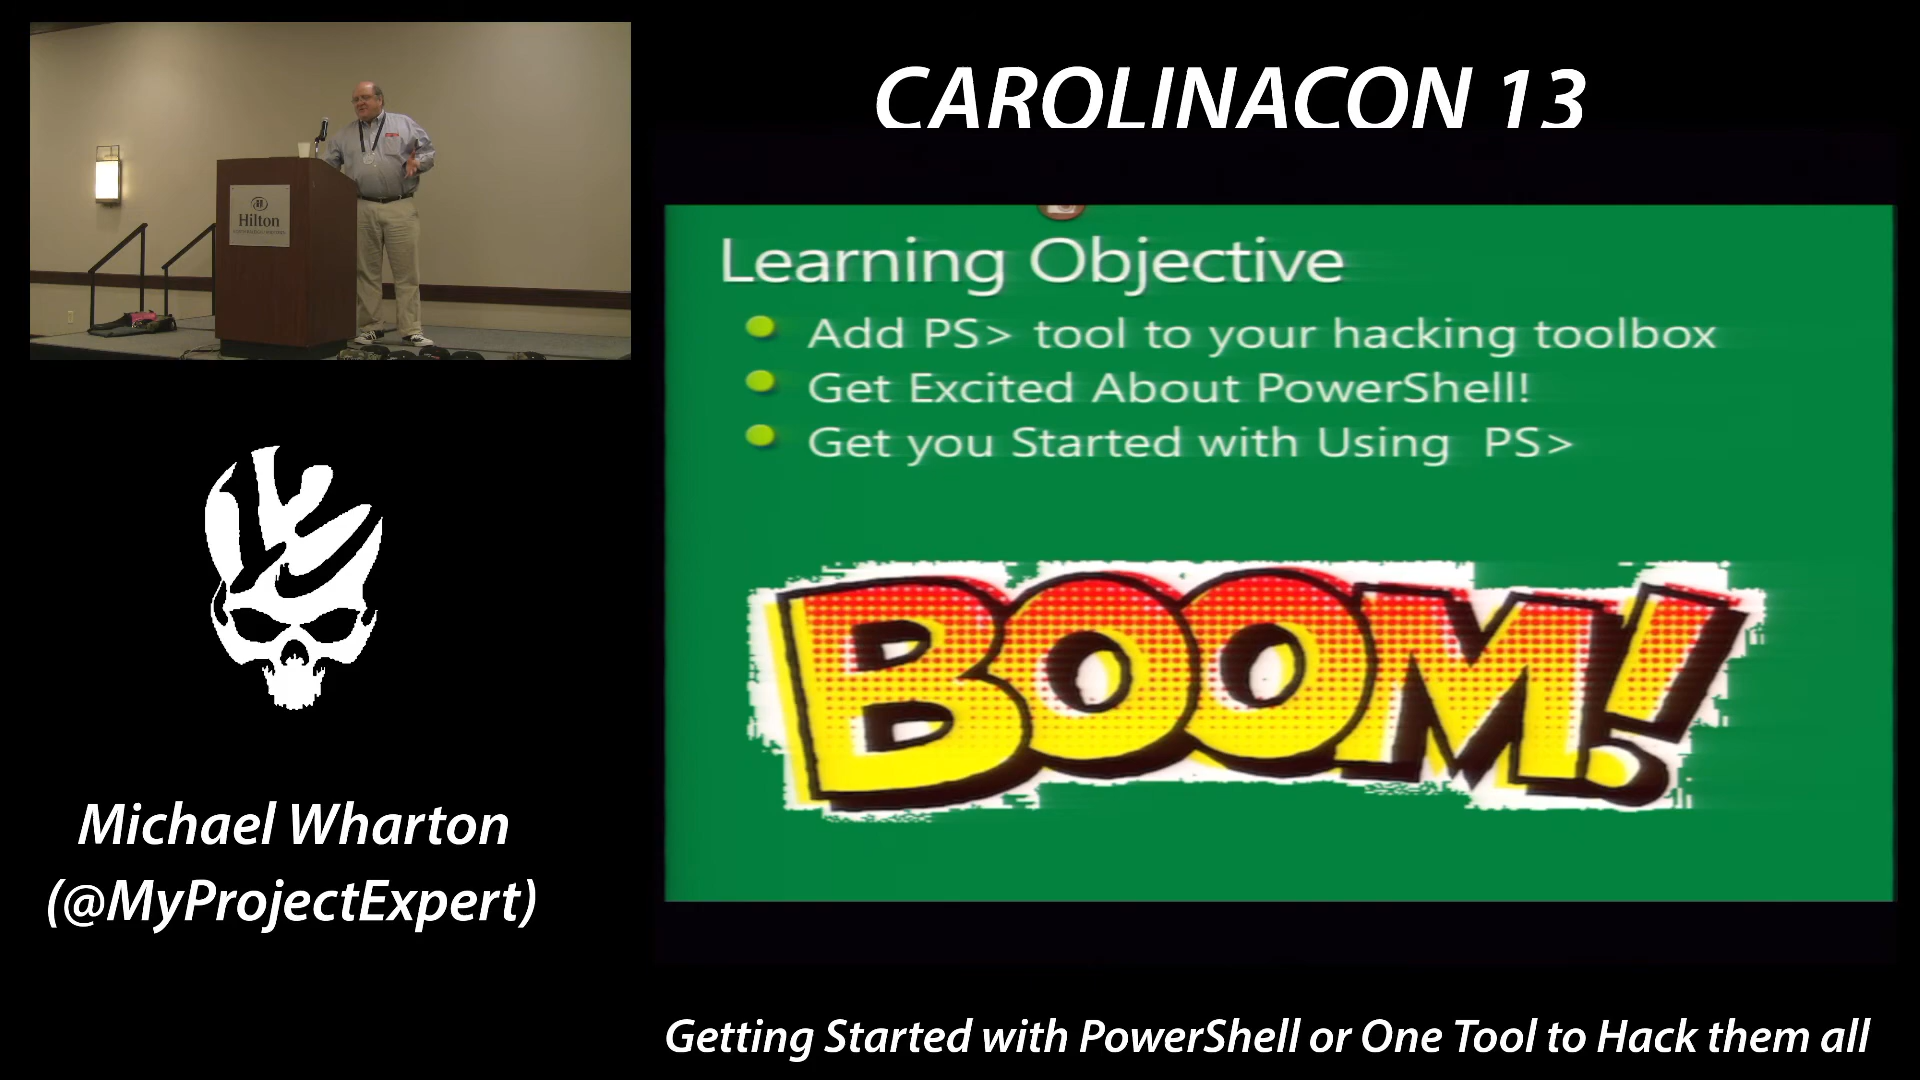 CAROLINACON 13
Hilton
Learning Objective
Add PS> tool to your hacking toolbox
Get Excited About PowerShell!
Get you Started with Using PS>
BOOM!
Michael Wharton
(@MyProjectExpert)
Getting Started with PowerShell or One Tool to Hack them all